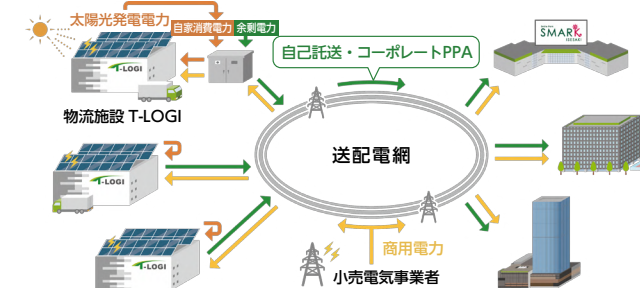 太陽光発電電力
自家消費電力 余剰電力
T-LOGI
物流施設 T-LOGI
自己託送・コーポレートPPA
SMARK
ISESAKI
送配電網
T-LOGI
T-LOGI
商用電力
小売電気事業者